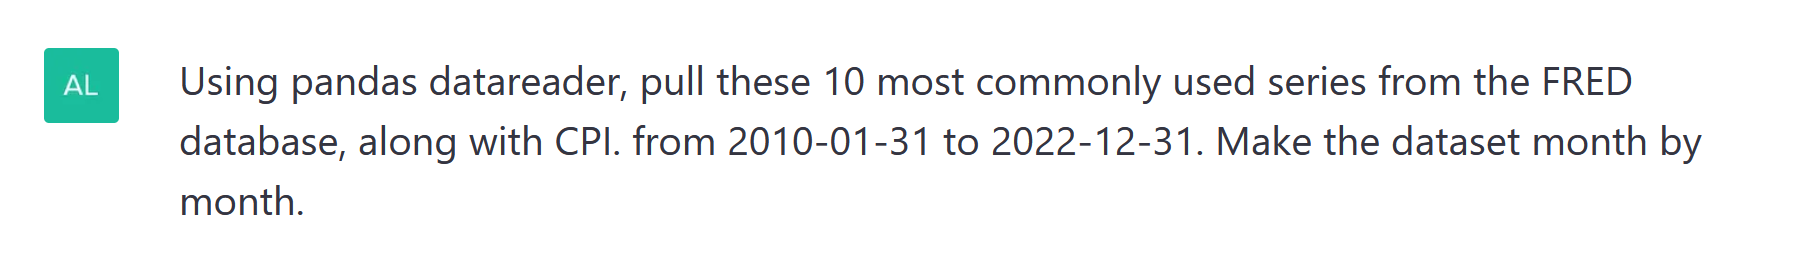 AL
Using pandas datareader, pull these 10 most commonly used series from the FRED
database, along with CPI. from 2010-01-31 to 2022-12-31. Make the dataset month by
month.